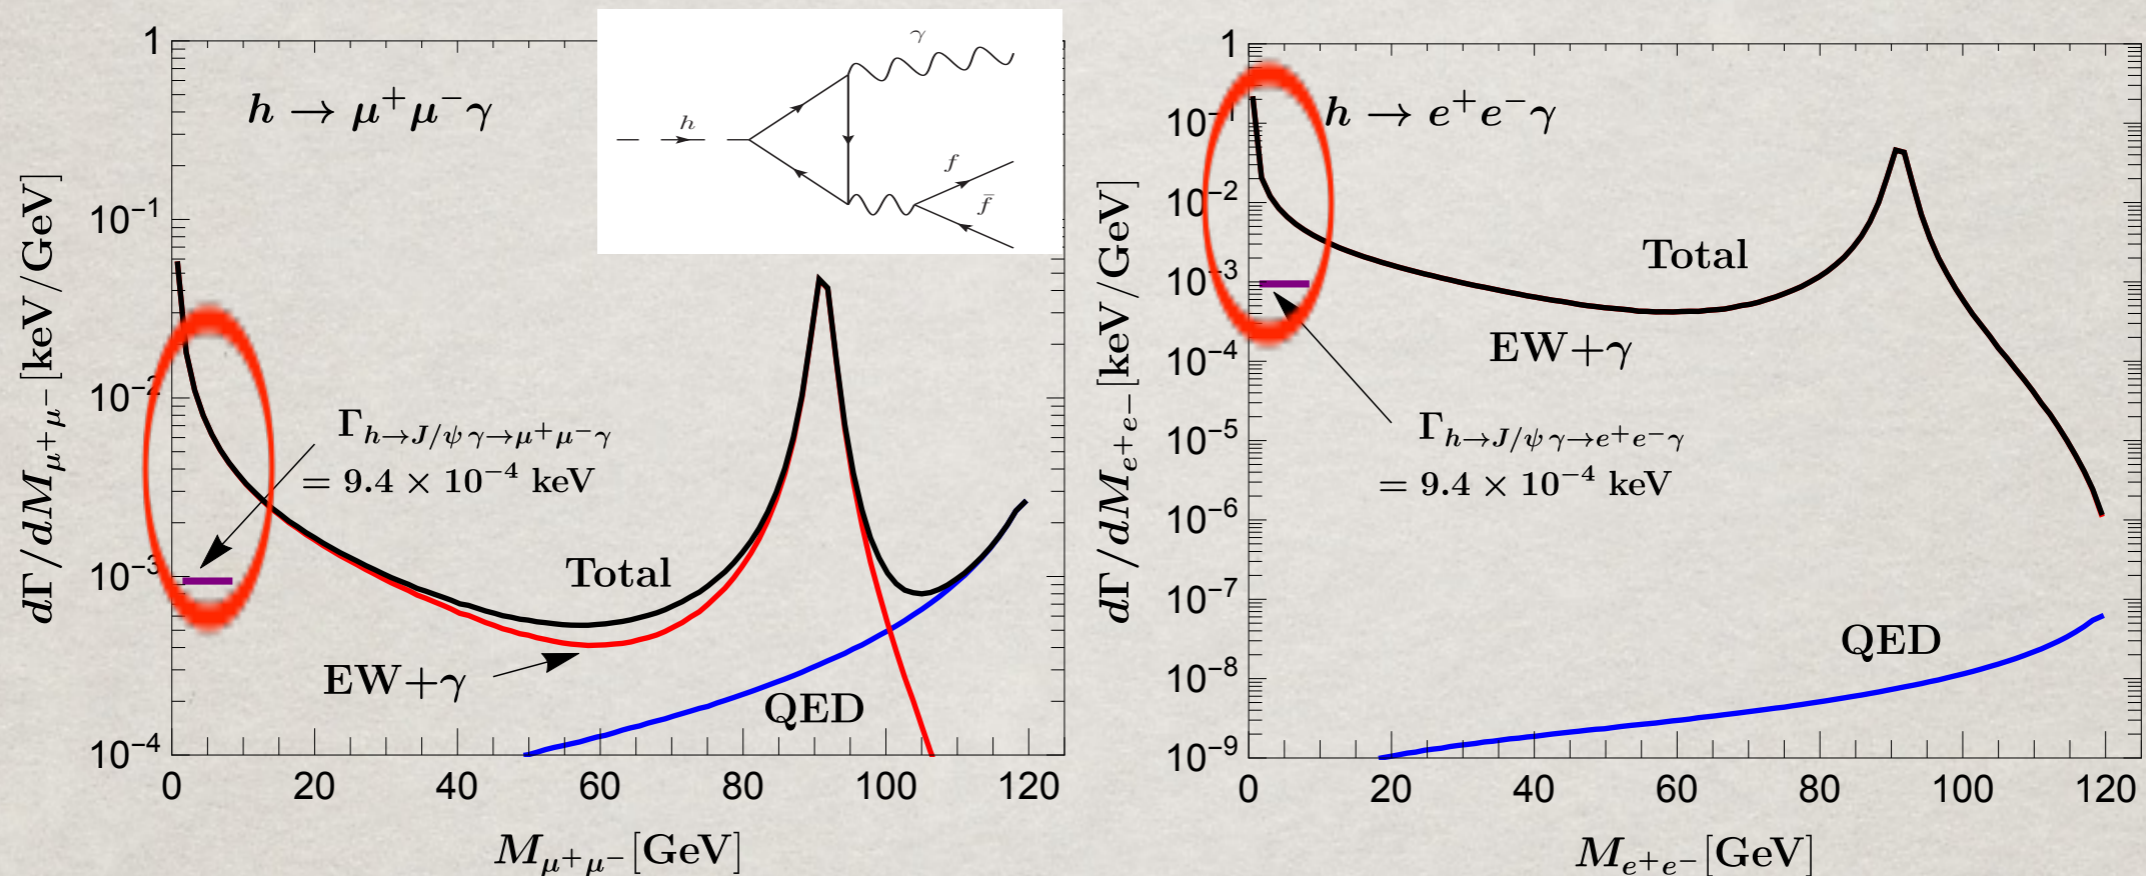 h → μ⁺μ⁻γ
γ
h
f
f̄
dΓ/dM_{μ⁺μ⁻}[keV/GeV]
1
10⁻¹
10⁻²
10⁻³
10⁻⁴
Γ_{h→J/ψ γ→μ⁺μ⁻γ}
= 9.4 × 10⁻⁴ keV
Total
EW+γ
QED
0 20 40 60 80 100 120
M_{μ⁺μ⁻}[GeV]
h → e⁺e⁻γ
dΓ/dM_{e⁺e⁻}[keV/GeV]
1
10⁻¹
10⁻²
10⁻³
10⁻⁴
10⁻⁵
10⁻⁶
10⁻⁷
10⁻⁸
10⁻⁹
Total
EW+γ
Γ_{h→J/ψ γ→e⁺e⁻γ}
= 9.4 × 10⁻⁴ keV
QED
0 20 40 60 80 100 120
M_{e⁺e⁻}[GeV]